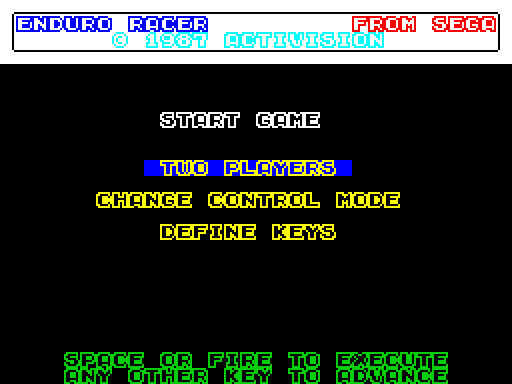 ENDURO RACER FROM SEGA
© 1987 ACTIVISION
START GAME
TWO PLAYERS
CHANGE CONTROL MODE
DEFINE KEYS
SPACE OR FIRE TO EXECUTE
ANY OTHER KEY TO ADVANCE